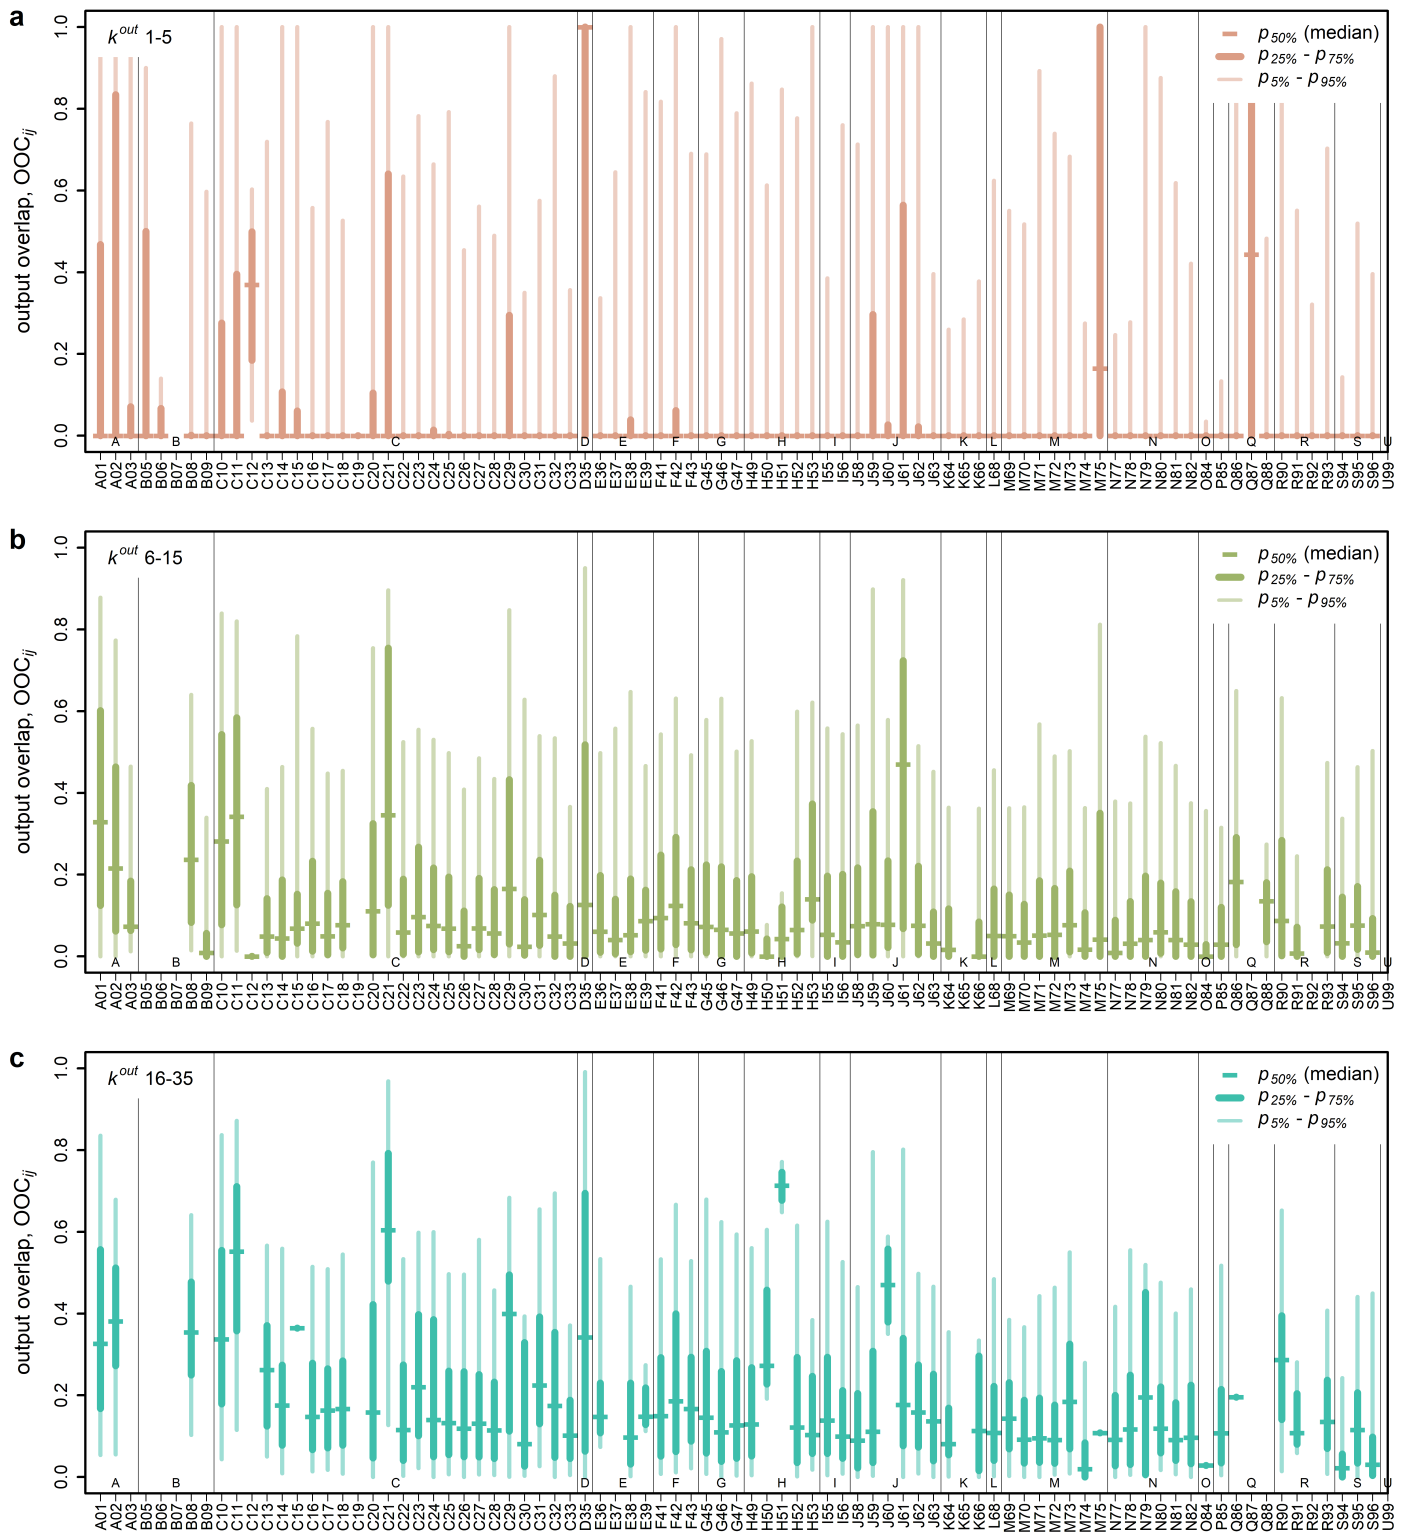 a
k^out 1-5
p50% (median)
p25% - p75%
p5% - p95%
output overlap, OOCij
1.0
0.8
0.6
0.4
0.2
0.0
A B C D E F G H I J K L M N O Q R S U
A01 A02 A03 B05 B06 B07 B08 B09 C10 C11 C12 C13 C14 C15 C16 C17 C18 C19 C20 C21 C22 C23 C24 C25 C26 C27 C28 C29 C30 C31 C32 C33 D35 E36 E37 E38 E39 F41 F42 F43 G45 G46 G47 H49 H50 H51 H52 H53 I55 I56 J58 J59 J60 J61 J62 J63 K64 K65 K66 L68 M69 M70 M71 M72 M73 M74 M75 N77 N78 N79 N80 N81 N82 O84 P85 Q86 Q87 Q88 R90 R91 R92 R93 S94 S95 S96 U99
b
k^out 6-15
p50% (median)
p25% - p75%
p5% - p95%
output overlap, OOCij
1.0
0.8
0.6
0.4
0.2
0.0
A B C D E F G H I J K L M N O Q R S U
A01 A02 A03 B05 B06 B07 B08 B09 C10 C11 C12 C13 C14 C15 C16 C17 C18 C19 C20 C21 C22 C23 C24 C25 C26 C27 C28 C29 C30 C31 C32 C33 D35 E36 E37 E38 E39 F41 F42 F43 G45 G46 G47 H49 H50 H51 H52 H53 I55 I56 J58 J59 J60 J61 J62 J63 K64 K65 K66 L68 M69 M70 M71 M72 M73 M74 M75 N77 N78 N79 N80 N81 N82 O84 P85 Q86 Q87 Q88 R90 R91 R92 R93 S94 S95 S96 U99
c
k^out 16-35
p50% (median)
p25% - p75%
p5% - p95%
output overlap, OOCij
1.0
0.8
0.6
0.4
0.2
0.0
A B C D E F G H I J K L M N O Q R S U
A01 A02 A03 B05 B06 B07 B08 B09 C10 C11 C12 C13 C14 C15 C16 C17 C18 C19 C20 C21 C22 C23 C24 C25 C26 C27 C28 C29 C30 C31 C32 C33 D35 E36 E37 E38 E39 F41 F42 F43 G45 G46 G47 H49 H50 H51 H52 H53 I55 I56 J58 J59 J60 J61 J62 J63 K64 K65 K66 L68 M69 M70 M71 M72 M73 M74 M75 N77 N78 N79 N80 N81 N82 O84 P85 Q86 Q87 Q88 R90 R91 R92 R93 S94 S95 S96 U99